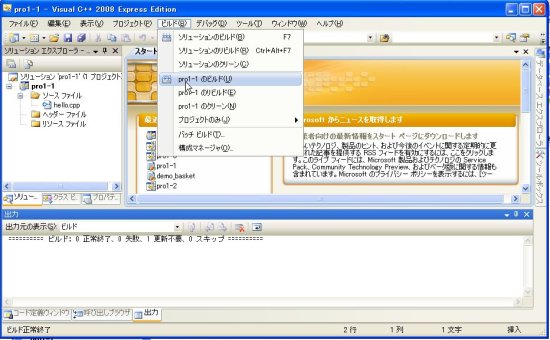 pro1-1 - Visual C++ 2008 Express Edition
ファイル(F) 編集(E) 表示(V) プロジェクト(P) ビルド(B) デバッグ(D) ツール(T) ウィンドウ(W) ヘルプ(H)
ソリューション エクスプローラ - ...
ソリューション 'pro1-1' (1 プロジェクト
pro1-1
ソース ファイル
hello.cpp
ヘッダー ファイル
リソース ファイル
ソリュー...
クラス ビ...
プロパティ...
ソリューションのビルド(B) F7
ソリューションのリビルド(R) Ctrl+Alt+F7
ソリューションのクリーン(C)
pro1-1 のビルド(U)
pro1-1 のリビルド(E)
pro1-1 のクリーン(N)
プロジェクトのみ(J)
バッチ ビルド(T)...
構成マネージャ(O)...
スタート
最近
pro1-1
pro1-1
demo_basket
pro1-2
rosoft からニュースを取得します
者向けの最新情報をスタート ページにダウンロードします
いテクノロジ、製品のヒント、および今後のイベントに関する定期的に更
れた記事を提供する RSS フィードを有効にするには、ここをクリックしま
す。このライブ フィードには、Microsoft 製品およびテクノロジの Service
Pack、Community Technology Preview、およびベータ版に関する情報も
含まれています。Microsoft のプライバシー ポリシーを表示するには、[ツー
データベース エクスプローラ
ツールボックス
出力
出力元の表示(S): ビルド
========== ビルド: 0 正常終了、0 失敗、1 更新不要、0 スキップ ==========
コード定義ウィンドウ
呼び出しブラウザ
出力
ビルド正常終了 2 行 1 列 1 文字 挿入